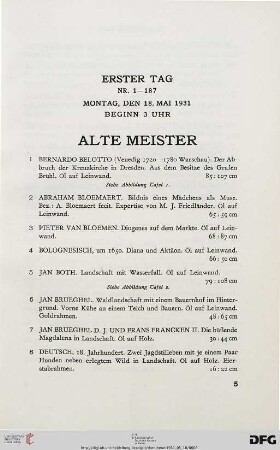 ERSTER TAG
NR. 1—187
MONTAG, DEN 18. MAI 1931
BEGINN 3 UHR
ALTE MEISTER
1 BERNARDO BELOTTO (Venedig 1720—1780 Warschau). Der Ab-
bruch der Kreuzkirche in Dresden. Aus dem Besitze des Grafen
Brühl. Öl auf Leinwand. 85:107 cm
Siehe Abbildung Tafel 1.
2 ABRAHAM BLOEMAERT. Bildnis eines Mädchens als Muse.
Bez.: A. Bloemaert fecit. Expertise von M. J. Friedländer. Öl auf
Leinwand. 65:59 cm
3 PIETER VAN BLOEMEN. Diogenes auf dem Markte. Öl auf Lein-
wand. 68:87 cm
4 BOLOGNESISCH, um 1650. Diana und Aktäon. Öl auf Leinwand.
66:50 cm
5 JAN BOTH. Landschaft mit Wasserfall. Öl auf Leinwand.
79:108 cm
Siehe Abbildung Tafel 2.
6 JAN BRUEGHEL. Waldlandschaft mit einem Bauernhof im Hinter-
grund. Vorne Kühe an einem Teich und Bauern. Öl auf Leinwand.
Goldrahmen. 48:65 cm
7 JAN BRUEGHEL D. J. UND FRANS FRANCKEN II. Die büßende
Magdalena in Landschaft. Öl auf Holz. 30:44 cm
8 DEUTSCH, 18. Jahrhundert. Zwei Jagdstilleben mit je einem Paar
Hunden neben erlegtem Wild in Landschaft. Öl auf Holz. Eier-
stabrahmen. 16:22 cm
5
UNIVERSITÄTS-
BIBLIOTHEK
HEIDELBERG
DFG